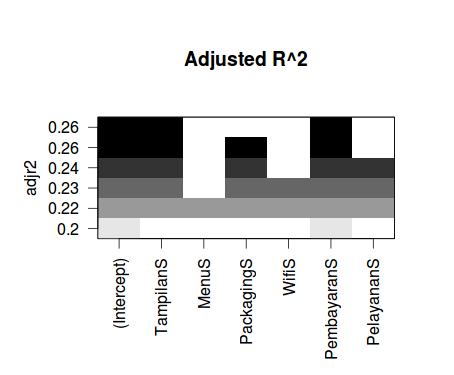 Adjusted R^2
adjr2
0.26
0.26
0.24
0.23
0.22
0.2
(Intercept)
TampilanS
MenuS
PackagingS
WifiS
PembayaranS
PelayananS